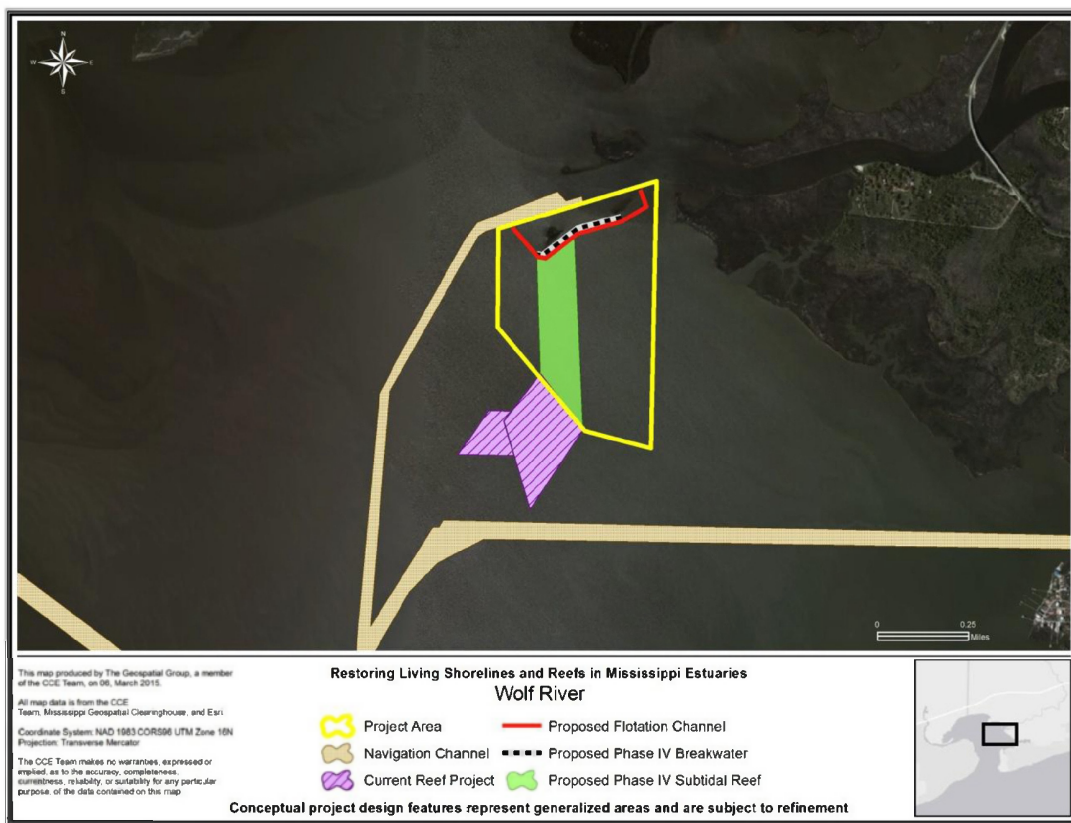 N
W E
S
0 0.25
Miles
This map produced by The Geospatial Group, a member
of the CCE Team, on 06, March 2015.
All map data is from the CCE
Team, Mississippi Geospatial Clearinghouse, and Esri
Coordinate System: NAD 1983 CORS96 UTM Zone 16N
Projection: Transverse Mercator
The CCE Team makes no warranties, expressed or
implied, as to the accuracy, completeness,
currentness, reliability, or suitability for any particular
purpose, of the data contained on this map
Restoring Living Shorelines and Reefs in Mississippi Estuaries
Wolf River
Project Area
Navigation Channel
Current Reef Project
Proposed Flotation Channel
Proposed Phase IV Breakwater
Proposed Phase IV Subtidal Reef
Conceptual project design features represent generalized areas and are subject to refinement